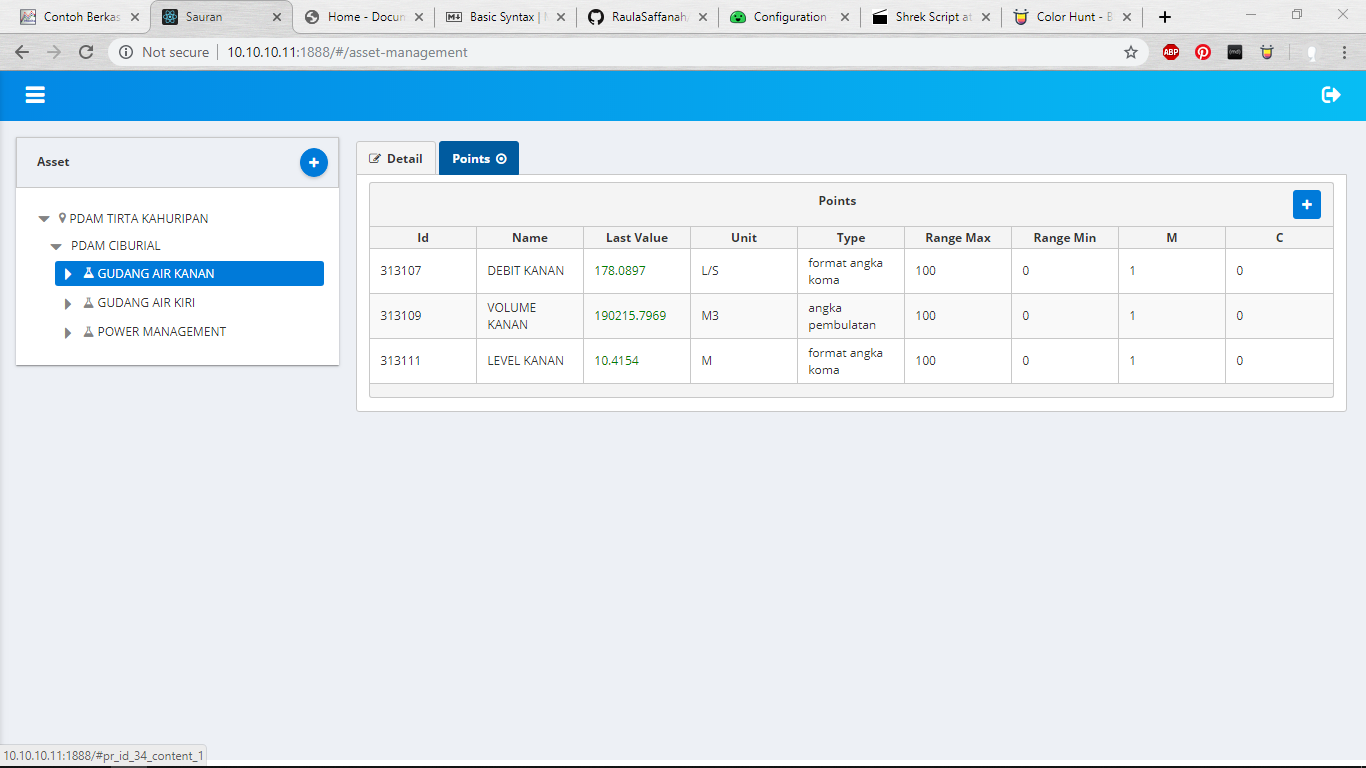 Contoh Berkas
Sauran
Home - Docun
Basic Syntax |
RaulaSaffanah
Configuration
Shrek Script at
Color Hunt - B
Not secure
10.10.10.11:1888/#/asset-management
ABP
Asset
Detail
Points
PDAM TIRTA KAHURIPAN
PDAM CIBURIAL
GUDANG AIR KANAN
GUDANG AIR KIRI
POWER MANAGEMENT
Points
Id Name Last Value Unit Type Range Max Range Min M C
313107 DEBIT KANAN 178.0897 L/S format angka koma 100 0 1 0
313109 VOLUME KANAN 190215.7969 M3 angka pembulatan 100 0 1 0
313111 LEVEL KANAN 10.4154 M format angka koma 100 0 1 0
10.10.10.11:1888/#pr_id_34_content_1